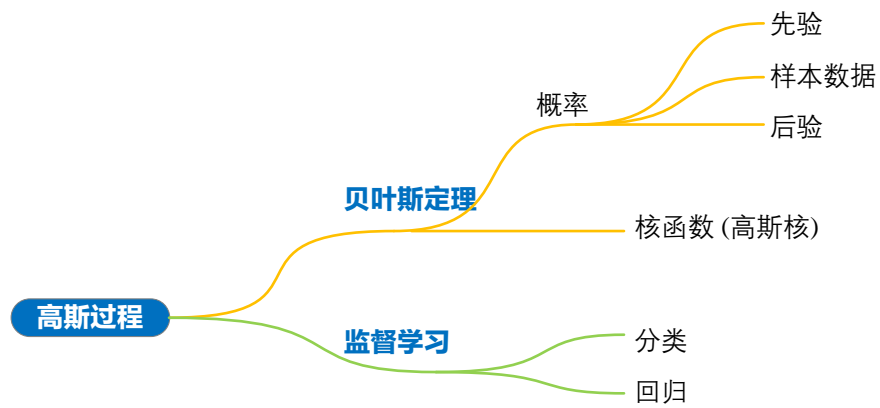 先验
样本数据
概率
后验
贝叶斯定理
核函数 (高斯核)
高斯过程
监督学习
分类
回归